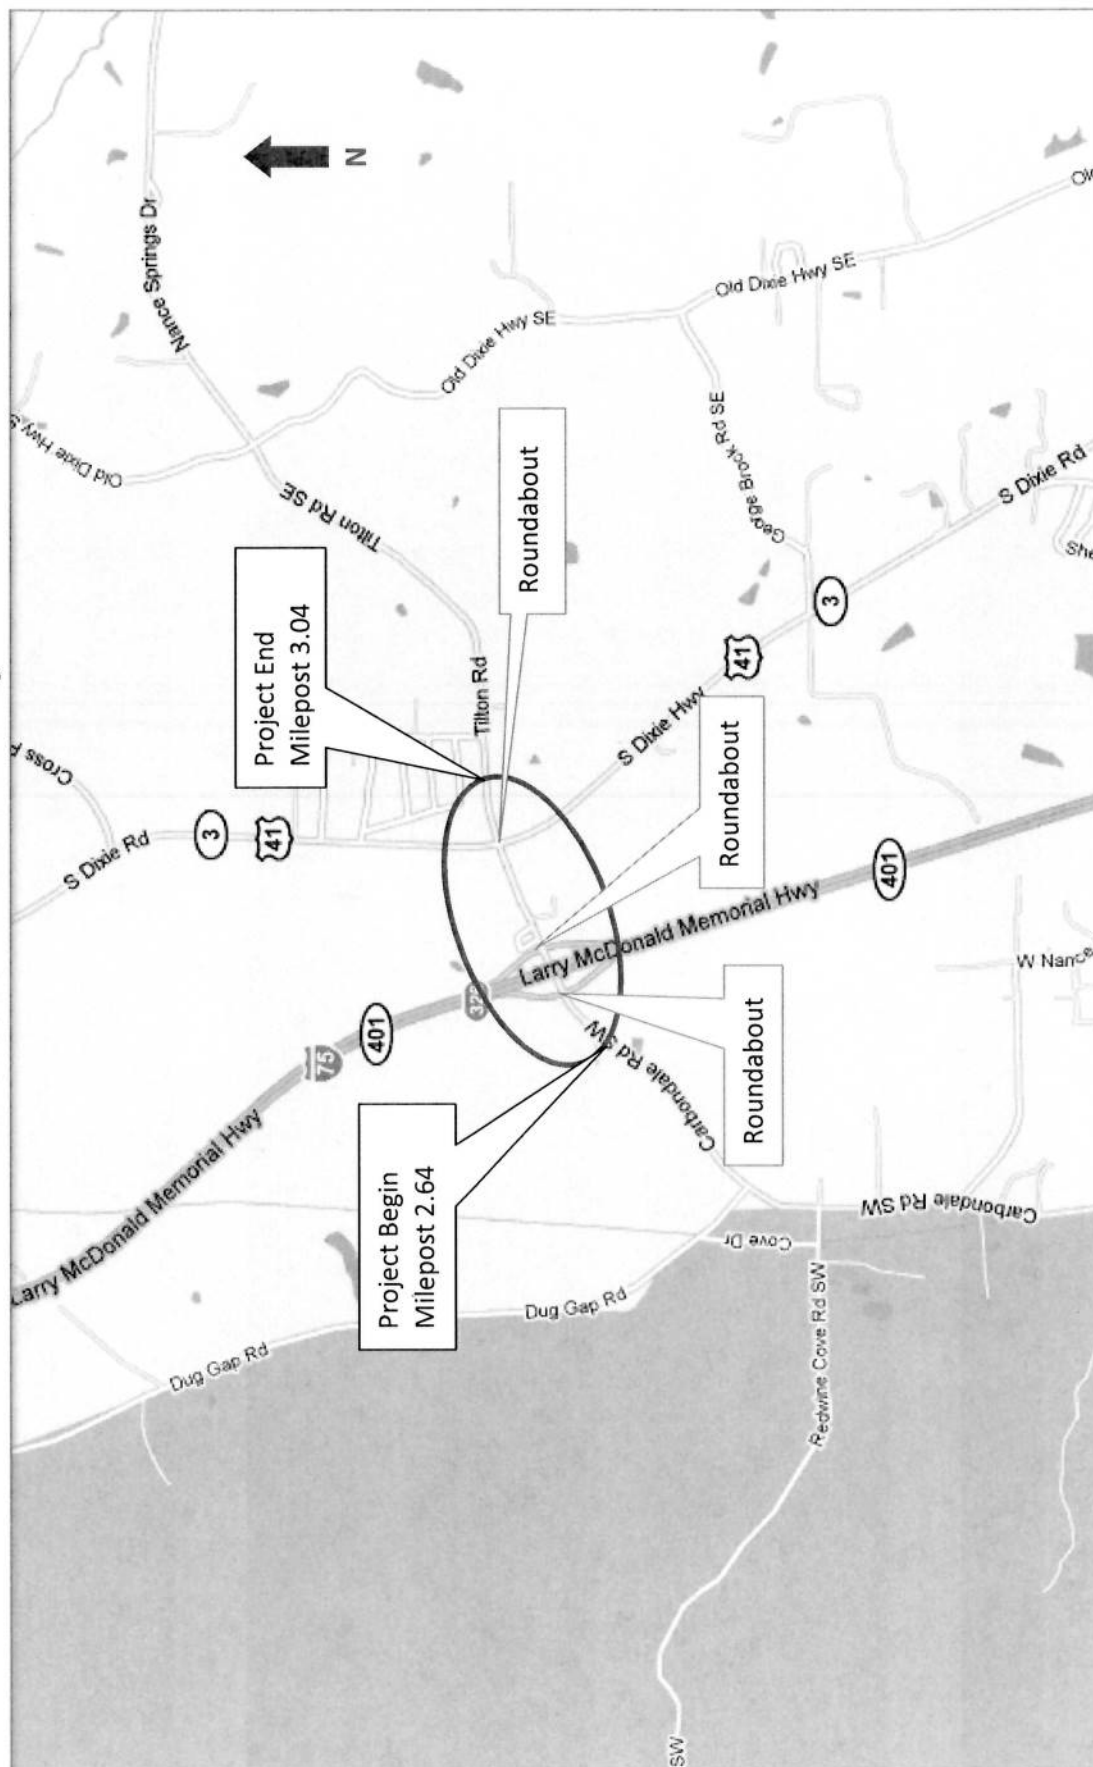 Larry McDonald Memorial Hwy
75
401
S Dixie Rd
3
41
Cross
Old Dixie Hwy S
Nance Springs Dr
N
Project End
Milepost 3.04
Tilton Rd SE
Tilton Rd
Dug Gap Rd
Project Begin
Milepost 2.64
Old Dixie Hwy SE
Roundabout
Larry McDonald Memorial Hwy
Carbondale Rd SW
Dug Gap Rd
Roundabout
Roundabout
S Dixie Hwy
41
3
George Brock Rd SE
Old Dixie Hwy SE
S Dixie Rd
She
Old
401
W Nance
Cove Dr
Carbondale Rd SW
Redwine Cove Rd SW
SW